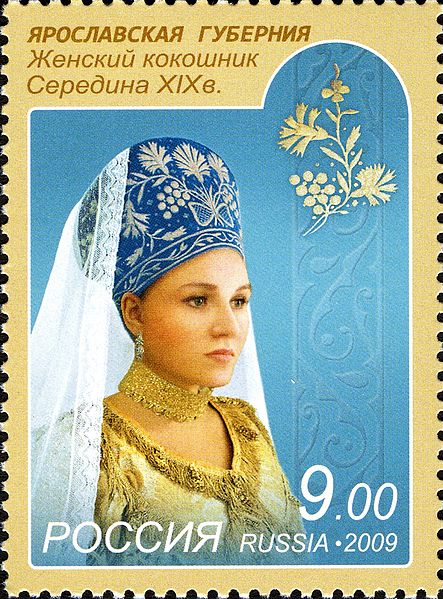 ЯРОСЛАВСКАЯ ГУБЕРНИЯ
Женский кокошник
Середина XIXв.
9.00
РОССИЯ RUSSIA • 2009